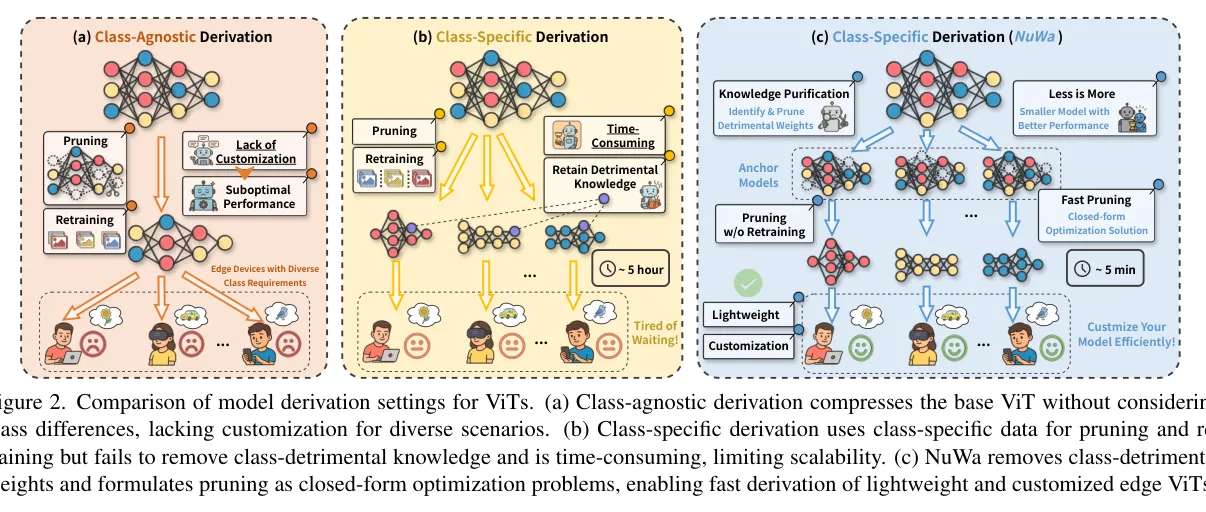 (a) Class-Agnostic Derivation
Pruning
Lack of
Customization
Suboptimal
Performance
Retraining
Edge Devices with Diverse
Class Requirements
...
(b) Class-Specific Derivation
Pruning
Retraining
Time-
Consuming
Retain Detrimental
Knowledge
...
~ 5 hour
Tired of
Waiting!
...
(c) Class-Specific Derivation (NuWa)
Knowledge Purification
Identify & Prune
Detrimental Weights
Less is More
Smaller Model with
Better Performance
Anchor
Models
Pruning
w/o Retraining
...
Fast Pruning
Closed-form
Optimization Solution
~ 5 min
Lightweight
Customization
...
Custmize Your
Model Efficiently!
igure 2. Comparison of model derivation settings for ViTs. (a) Class-agnostic derivation compresses the base ViT without considerin
ass differences, lacking customization for diverse scenarios. (b) Class-specific derivation uses class-specific data for pruning and re
aining but fails to remove class-detrimental knowledge and is time-consuming, limiting scalability. (c) NuWa removes class-detriment
eights and formulates pruning as closed-form optimization problems, enabling fast derivation of lightweight and customized edge ViTs